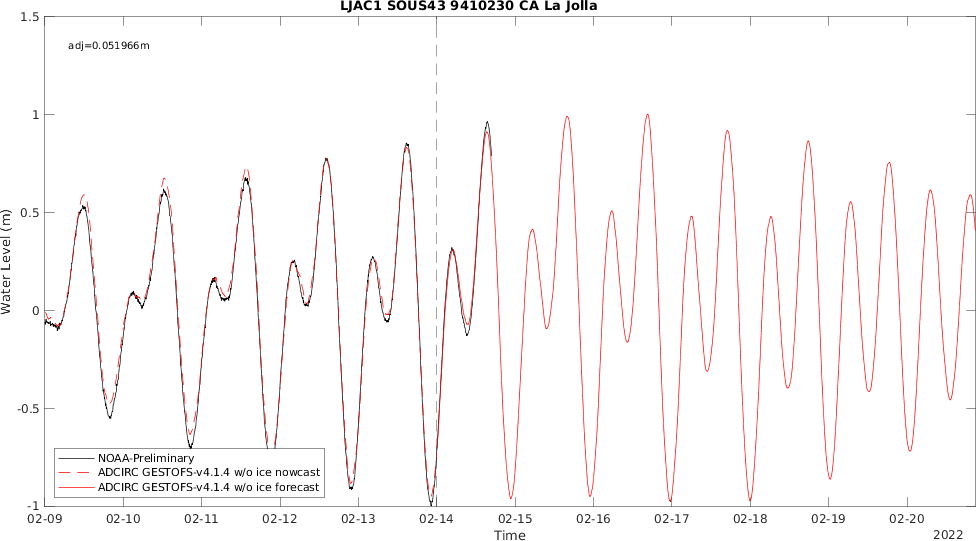 LJAC1 SOUS43 9410230 CA La Jolla
adj=0.051966m
1.5
1
0.5
0
-0.5
-1
Water Level (m)
NOAA-Preliminary
ADCIRC GESTOFS-v4.1.4 w/o ice nowcast
ADCIRC GESTOFS-v4.1.4 w/o ice forecast
02-09 02-10 02-11 02-12 02-13 02-14 02-15 02-16 02-17 02-18 02-19 02-20
Time
2022